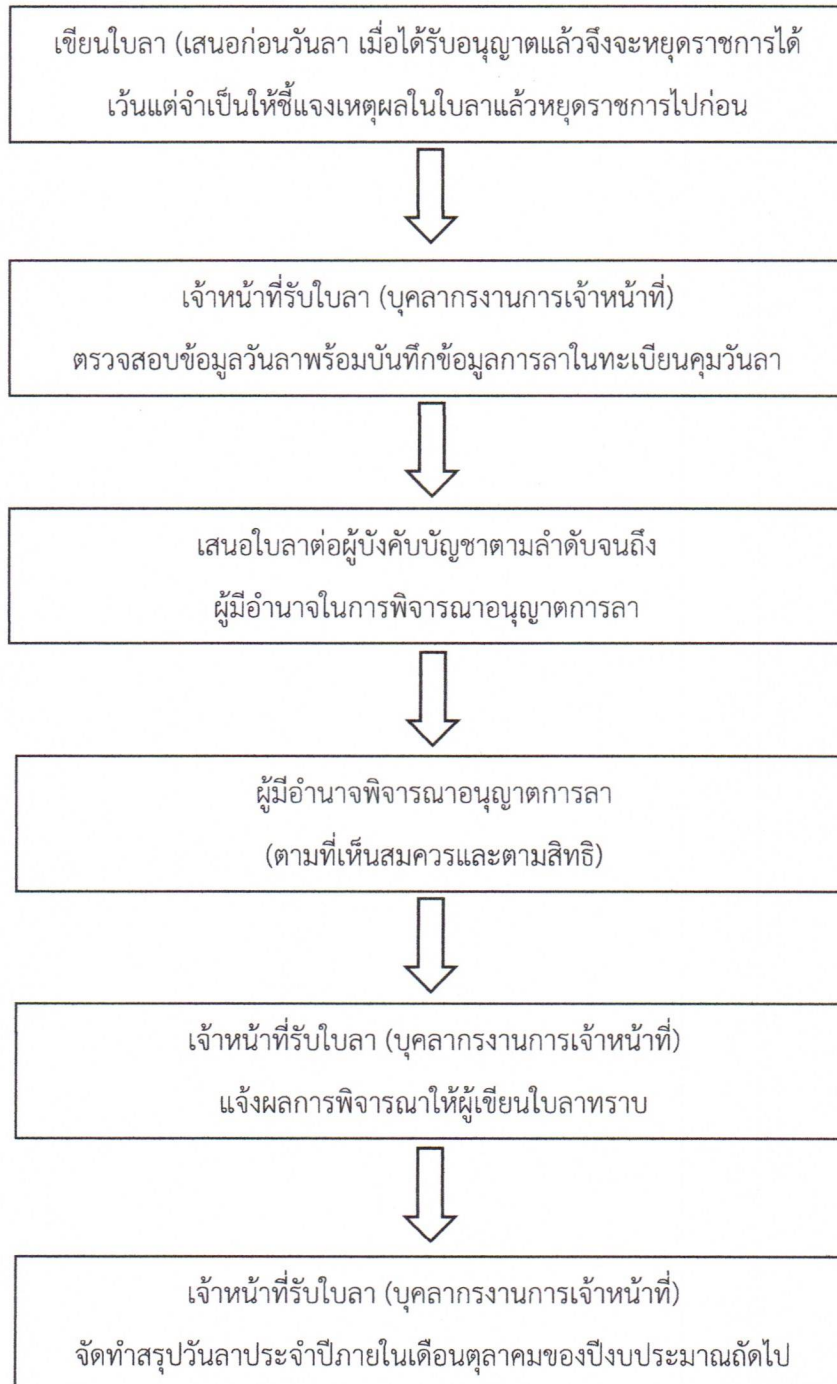 เขียนใบลา (เสนอก่อนวันลา เมื่อได้รับอนุญาตแล้วจึงจะหยุดราชการได้
เว้นแต่จำเป็นให้ชี้แจงเหตุผลในใบลาแล้วหยุดราชการไปก่อน
เจ้าหน้าที่รับใบลา (บุคลากรงานการเจ้าหน้าที่)
ตรวจสอบข้อมูลวันลาพร้อมบันทึกข้อมูลการลาในทะเบียนคุมวันลา
เสนอใบลาต่อผู้บังคับบัญชาตามลำดับจนถึง
ผู้มีอำนาจในการพิจารณาอนุญาตการลา
ผู้มีอำนาจพิจารณาอนุญาตการลา
(ตามที่เห็นสมควรและตามสิทธิ)
เจ้าหน้าที่รับใบลา (บุคลากรงานการเจ้าหน้าที่)
แจ้งผลการพิจารณาให้ผู้เขียนใบลาทราบ
เจ้าหน้าที่รับใบลา (บุคลากรงานการเจ้าหน้าที่)
จัดทำสรุปวันลาประจำปีภายในเดือนตุลาคมของปีงบประมาณถัดไป